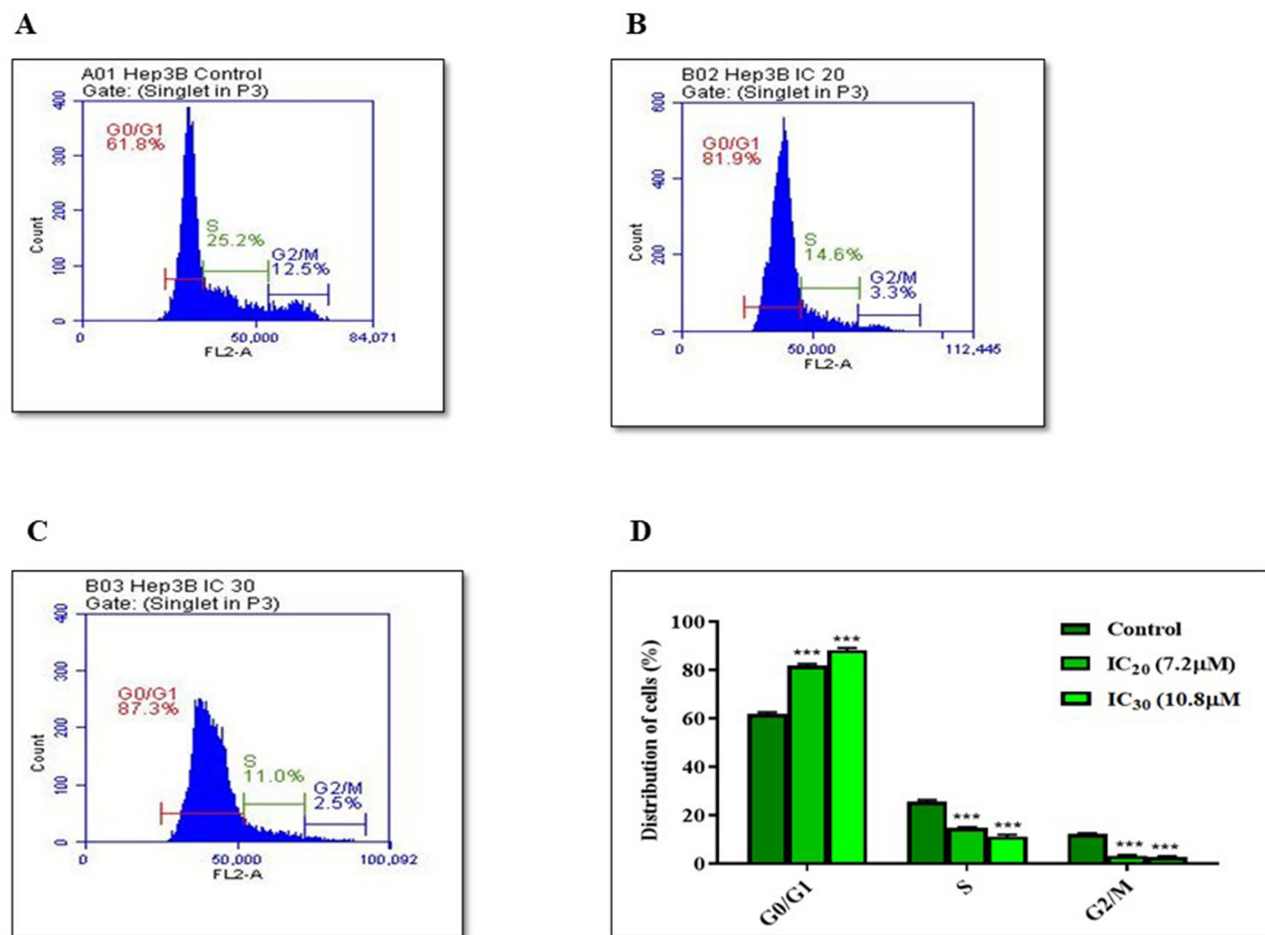 A
A01 Hep3B Control
Gate: (Singlet in P3)
400
300
200
100
0
Count
G0/G1
61.8%
S
25.2%
G2/M
12.5%
0
50,000
84,071
FL2-A
B
B02 Hep3B IC 20
Gate: (Singlet in P3)
600
400
200
0
Count
G0/G1
81.9%
S
14.6%
G2/M
3.3%
0
50,000
112,445
FL2-A
C
B03 Hep3B IC 30
Gate: (Singlet in P3)
400
300
200
100
0
Count
G0/G1
87.3%
S
11.0%
G2/M
2.5%
0
50,000
100,092
FL2-A
D
Distribution of cells (%)
100
80
60
40
20
0
*** ***
*** ***
*** ***
G0/G1
S
G2/M
Control
IC20 (7.2μM)
IC30 (10.8μM